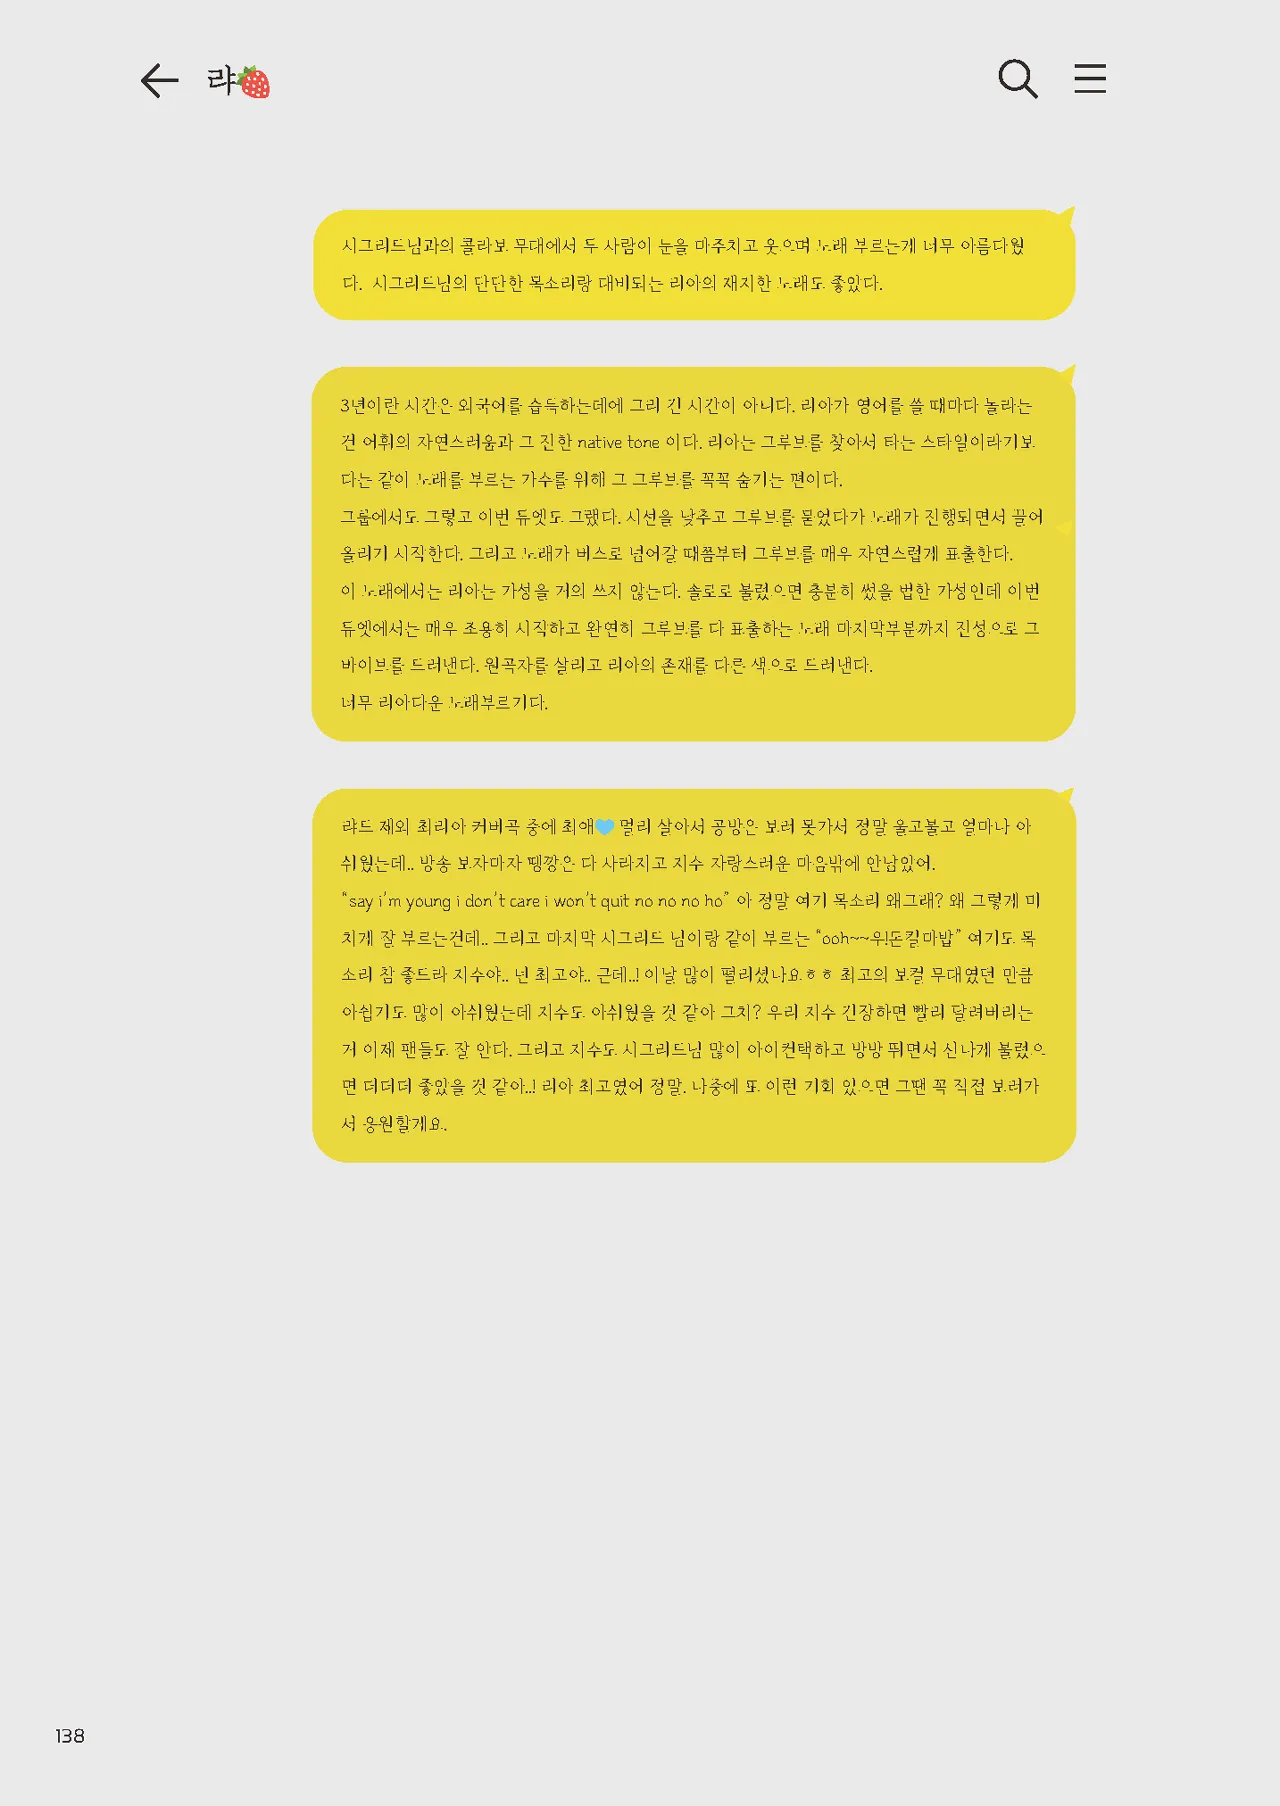 랴🍓
시그리드님과의 콜라보 무대에서 두 사람이 눈을 마주치고 웃으며 노래 부르는게 너무 아름다웠
다. 시그리드님의 단단한 목소리랑 대비되는 리아의 재지한 노래도 좋았다.
3년이란 시간은 외국어를 습득하는데에 그리 긴 시간이 아니다. 리아가 영어를 쓸 때마다 놀라는
건 어휘의 자연스러움과 그 진한 native tone 이다. 리아는 그루브를 찾아서 타는 스타일이라기보
다는 같이 노래를 부르는 가수를 위해 그 그루브를 꼭꼭 숨기는 편이다.
그룹에서도 그렇고 이번 듀엣도 그랬다. 시선을 낮추고 그루브를 묻었다가 노래가 진행되면서 끌어
올리기 시작한다. 그리고 노래가 버스로 넘어갈 때쯤부터 그루브를 매우 자연스럽게 표출한다.
이 노래에서는 리아는 가성을 거의 쓰지 않는다. 솔로로 불렀으면 충분히 썼을 법한 가성인데 이번
듀엣에서는 매우 조용히 시작하고 완연히 그루브를 다 표출하는 노래 마지막부분까지 진성으로 그
바이브를 드러낸다. 원곡자를 살리고 리아의 존재를 다른 색으로 드러낸다.
너무 리아다운 노래부르기다.
랴드 재외 최리아 커버곡 중에 최애🩵 멀리 살아서 공방은 보러 못가서 정말 울고불고 얼마나 아
쉬웠는데.. 방송 보자마자 땡깡은 다 사라지고 지수 자랑스러운 마음밖에 안남있어.
“say i’m young i don’t care i won’t quit no no no ho” 아 정말 여기 목소리 왜그래? 왜 그렇게 미
치게 잘 부르는건데.. 그리고 마지막 시그리드 님이랑 같이 부르는 “ooh~~우!돈킬마밥” 여기도 목
소리 참 좋드라 지수야.. 넌 최고야.. 근데..! 이날 많이 떨리셨나요ㅎㅎ 최고의 보컬 무대였던 만큼
아쉽기도 많이 아쉬웠는데 지수도 아쉬웠을 것 같아 그치? 우리 지수 긴장하면 빨리 달려버리는
거 이제 팬들도 잘 안다. 그리고 지수도 시그리드님 많이 아이컨택하고 방방 뛰면서 신나게 불렀으
면 더더더 좋았을 것 같아..! 리아 최고였어 정말. 나중에 또 이런 기회 있으면 그땐 꼭 직접 보러가
서 응원할게요.
138